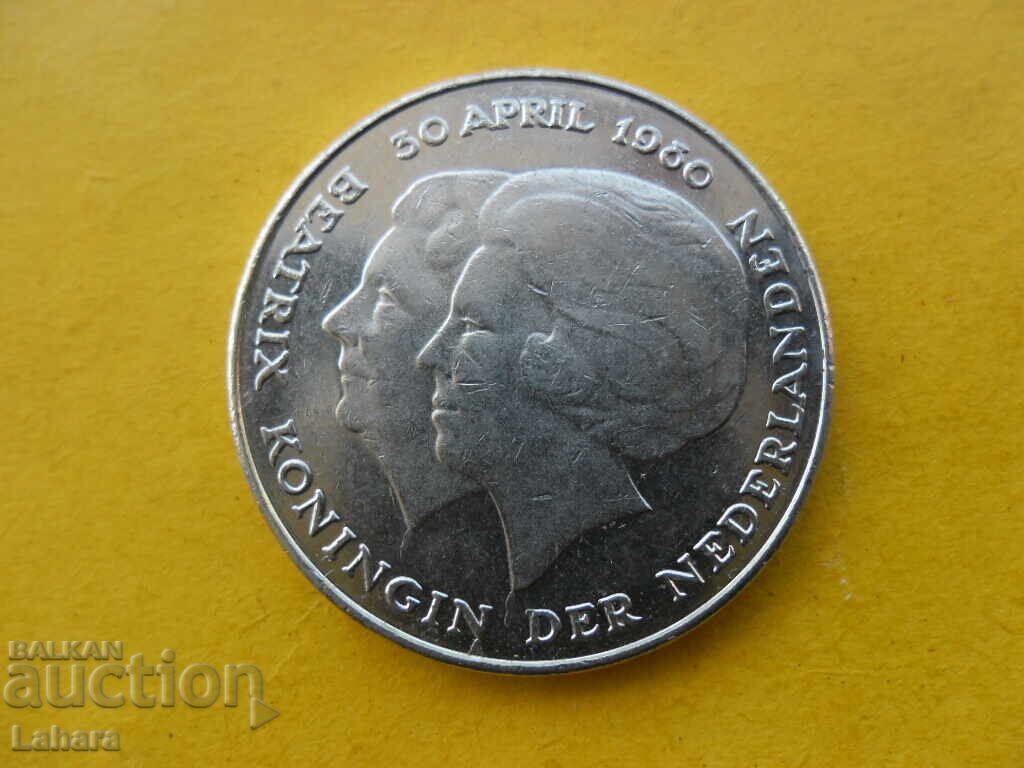 30 APRIL 1980
BEATRIX KONINGIN DER NEDERLANDEN
BALKAN
auction
Lahara